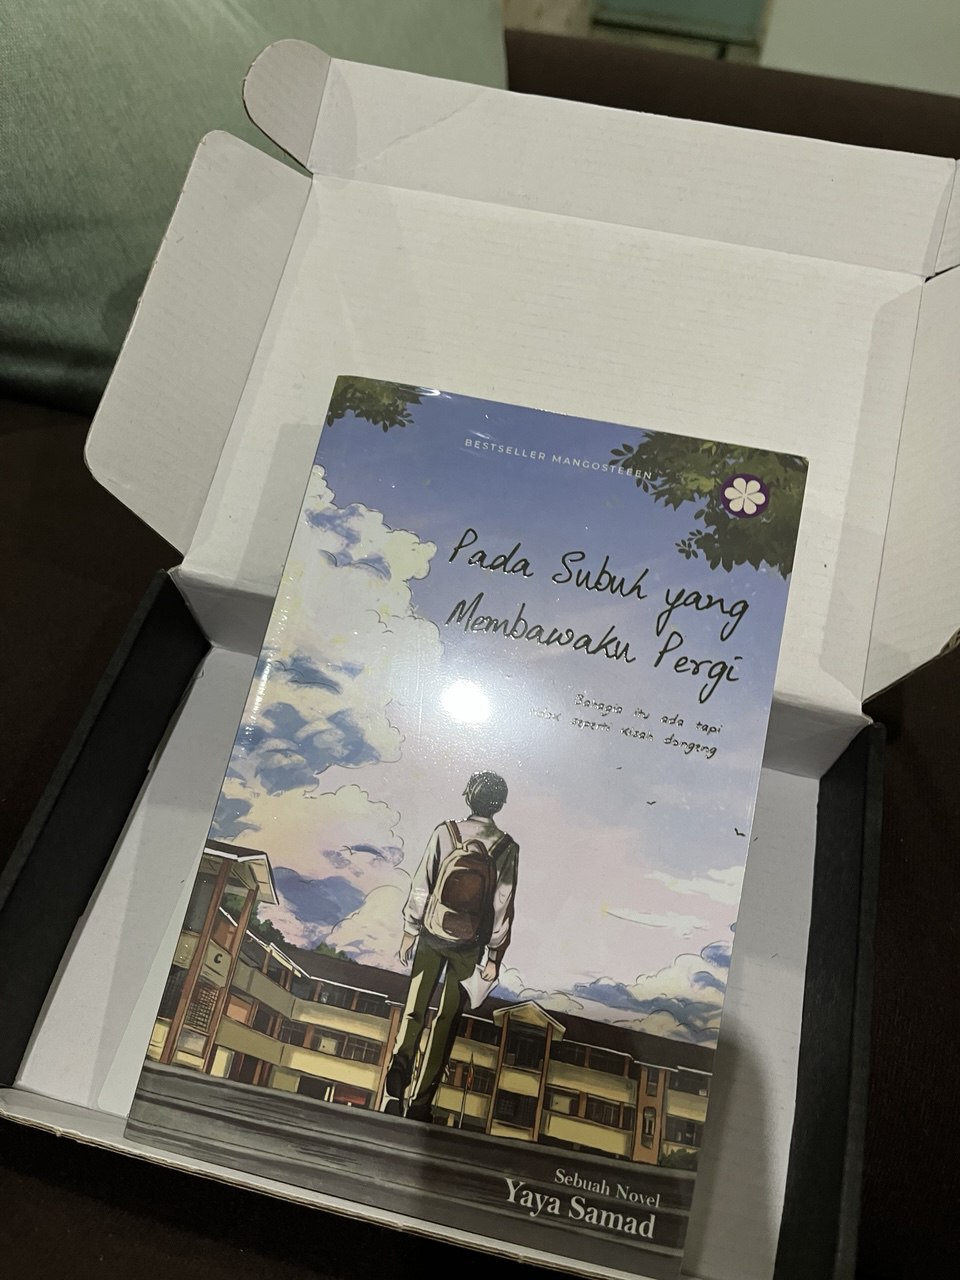 BESTSELLER MANGOSTEEEN
Pada Subuh yang
Membawaku Pergi
Bahagia itu ada tapi
tidak seperti kisah dongeng
C
Sebuah Novel
Yaya Samad